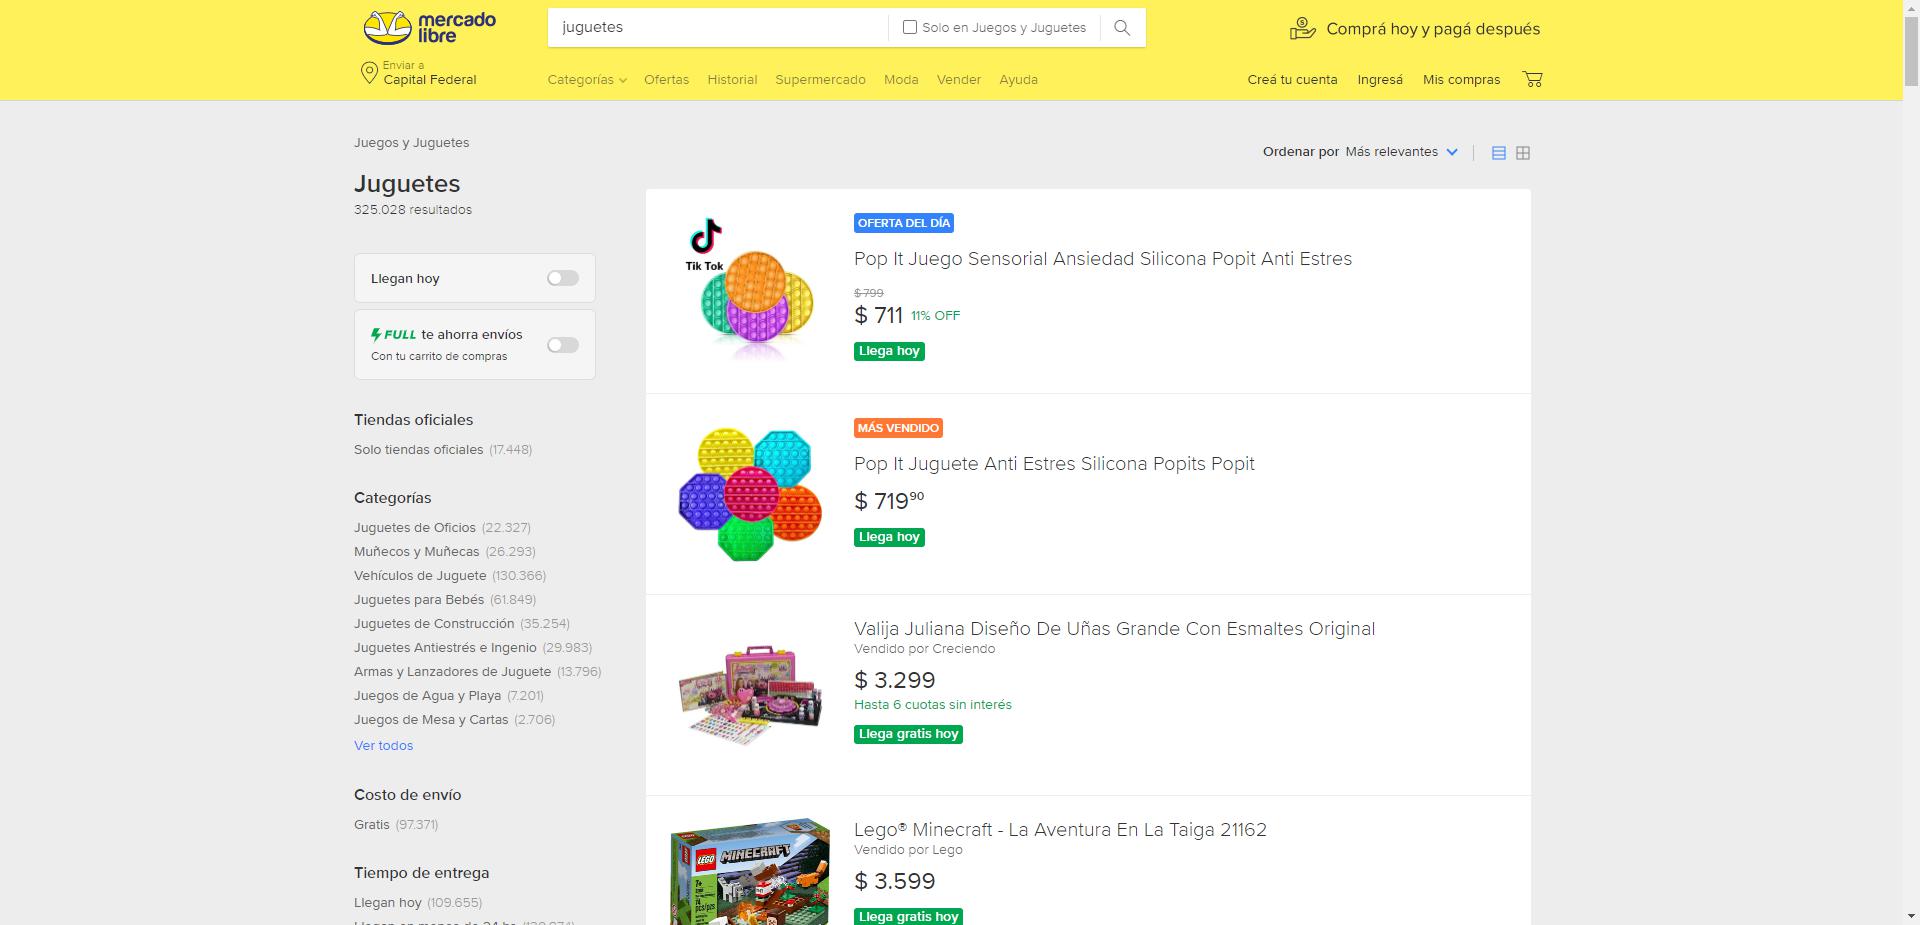 mercado
libre
juguetes
Solo en Juegos y Juguetes
Comprá hoy y pagá después
Enviar a
Capital Federal
Categorías
Ofertas
Historial
Supermercado
Moda
Vender
Ayuda
Creá tu cuenta
Ingresá
Mis compras
Juegos y Juguetes
Juguetes
325.028 resultados
Ordenar por Más relevantes
Llegan hoy
FULL te ahorra envíos
Con tu carrito de compras
Tiendas oficiales
Solo tiendas oficiales (17.448)
Categorías
Juguetes de Oficios (22.327)
Muñecos y Muñecas (26.293)
Vehículos de Juguete (130.366)
Juguetes para Bebés (61.849)
Juguetes de Construcción (35.254)
Juguetes Antiestrés e Ingenio (29.983)
Armas y Lanzadores de Juguete (13.796)
Juegos de Agua y Playa (7.201)
Juegos de Mesa y Cartas (2.706)
Ver todos
Costo de envío
Gratis (97.371)
Tiempo de entrega
Llegan hoy (109.655)
Tik Tok
OFERTA DEL DÍA
Pop It Juego Sensorial Ansiedad Silicona Popit Anti Estres
$ 799
$ 711 11% OFF
Llega hoy
MÁS VENDIDO
Pop It Juguete Anti Estres Silicona Popits Popit
$ 719 90
Llega hoy
Valija Juliana Diseño De Uñas Grande Con Esmaltes Original
Vendido por Creciendo
$ 3.299
Hasta 6 cuotas sin interés
Llega gratis hoy
LEGO MINECRAFT
7+
Lego® Minecraft - La Aventura En La Taiga 21162
Vendido por Lego
$ 3.599
Llega gratis hoy